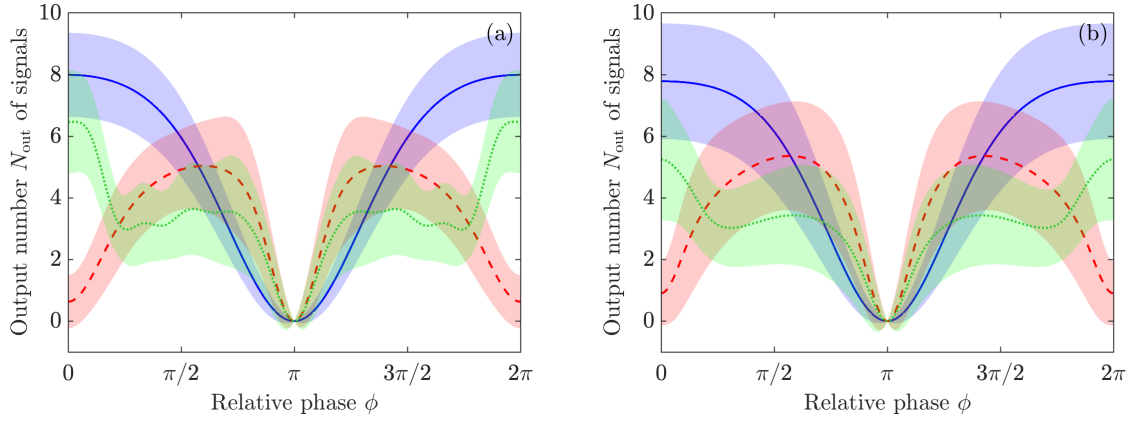 (a)
Output number N_out of signals
10
8
6
4
2
0
0 π/2 π 3π/2 2π
Relative phase ϕ
(b)
Output number N_out of signals
10
8
6
4
2
0
0 π/2 π 3π/2 2π
Relative phase ϕ